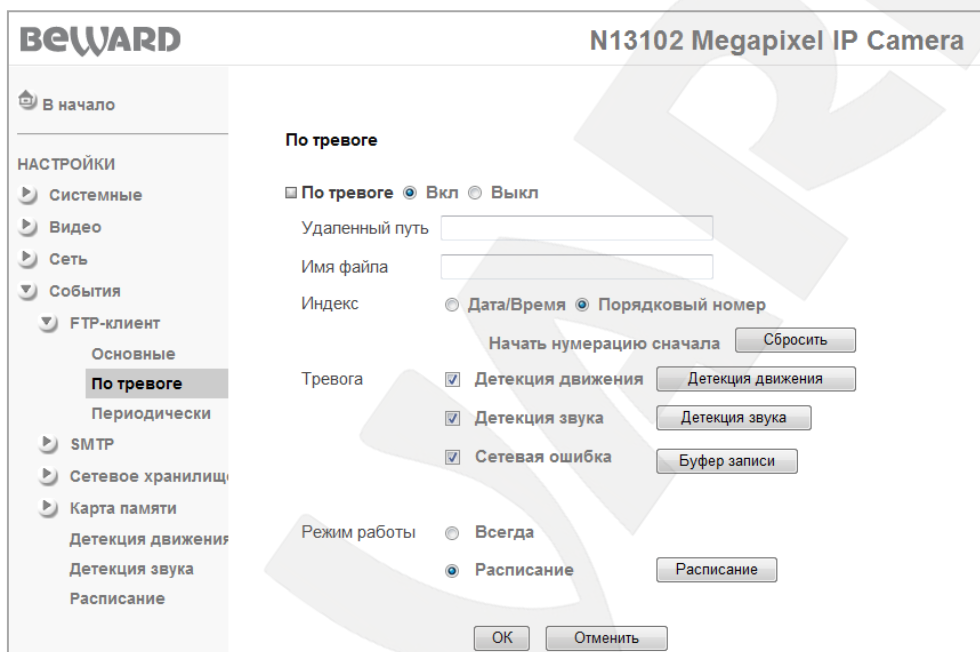 BEWARD
N13102 Megapixel IP Camera
В начало
НАСТРОЙКИ
Системные
Видео
Сеть
События
FTP-клиент
Основные
По тревоге
Периодически
SMTP
Сетевое хранилищ
Карта памяти
Детекция движения
Детекция звука
Расписание
По тревоге
По тревоге Вкл Выкл
Удаленный путь
Имя файла
Индекс Дата/Время Порядковый номер
Начать нумерацию сначала Сбросить
Тревога Детекция движения Детекция движения
Детекция звука Детекция звука
Сетевая ошибка Буфер записи
Режим работы Всегда
Расписание Расписание
OK Отменить